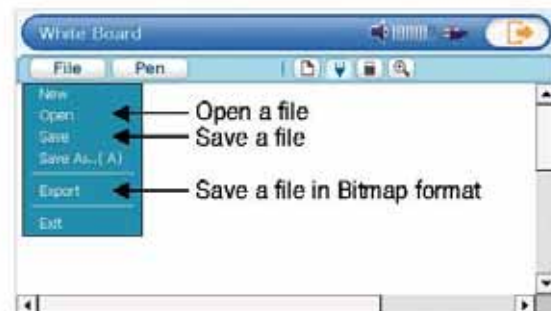 White Board
File Pen
New
Open Open a file
Save Save a file
Save As...( A)
Export Save a file in Bitmap format
Exit